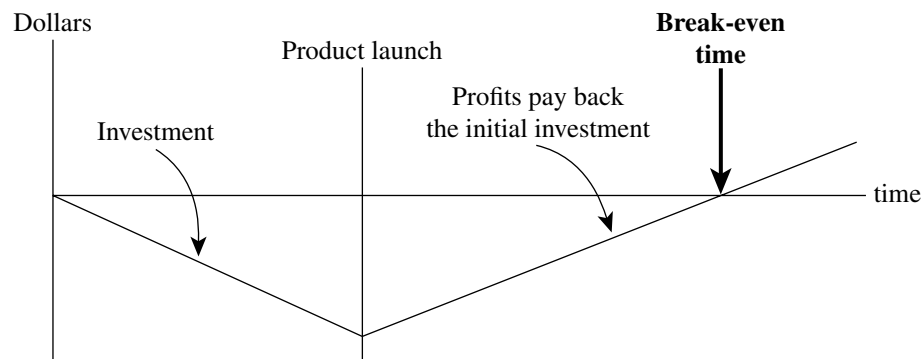 Dollars
Break-even
time
Product launch
Profits pay back
the initial investment
Investment
time